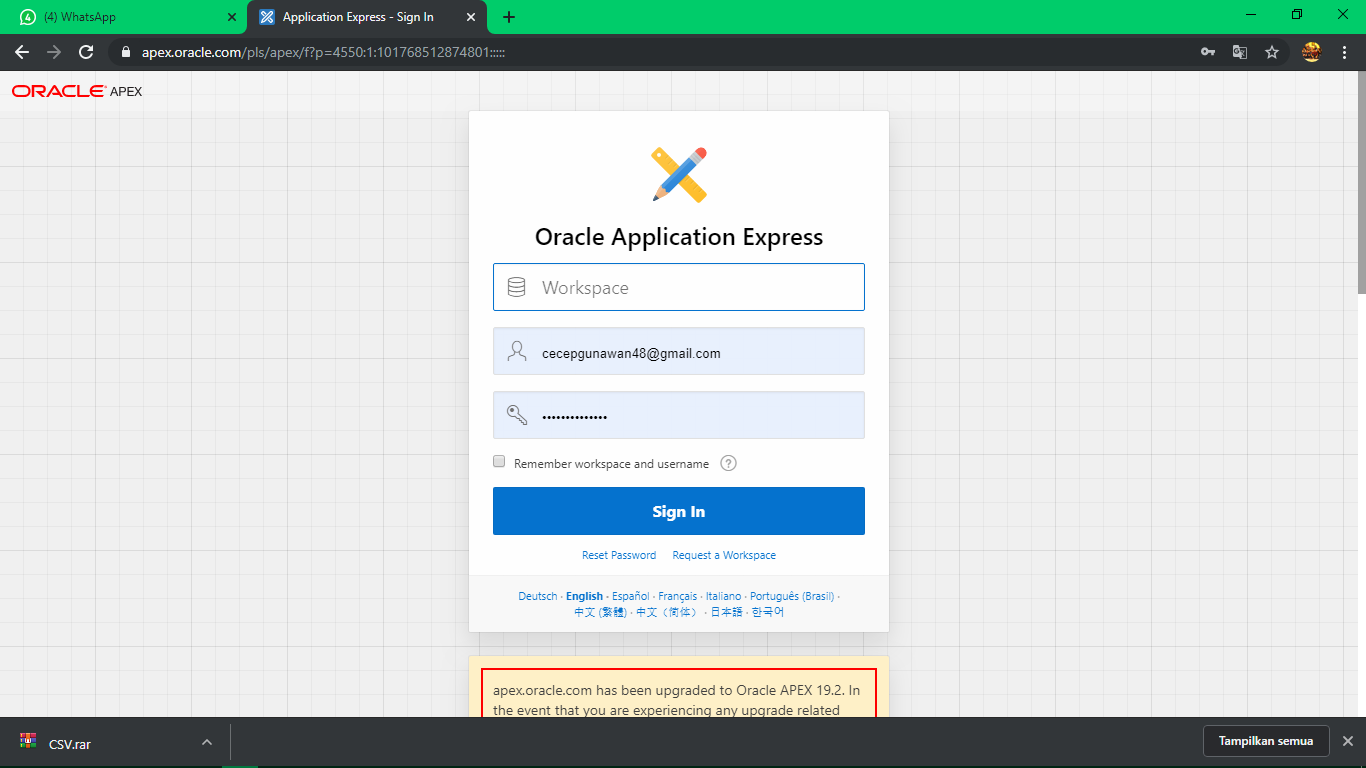 (4) WhatsApp
Application Express - Sign In
apex.oracle.com/pls/apex/f?p=4550:1:101768512874801:::::
ORACLE APEX
Oracle Application Express
Workspace
cecepgunawan48@gmail.com
••••••••••••••
Remember workspace and username ?
Sign In
Reset Password Request a Workspace
Deutsch · English · Español · Français · Italiano · Português (Brasil) ·
中文 (繁體) · 中文（简体） · 日本語 · 한국어
apex.oracle.com has been upgraded to Oracle APEX 19.2. In
the event that you are experiencing any upgrade related
CSV.rar
Tampilkan semua